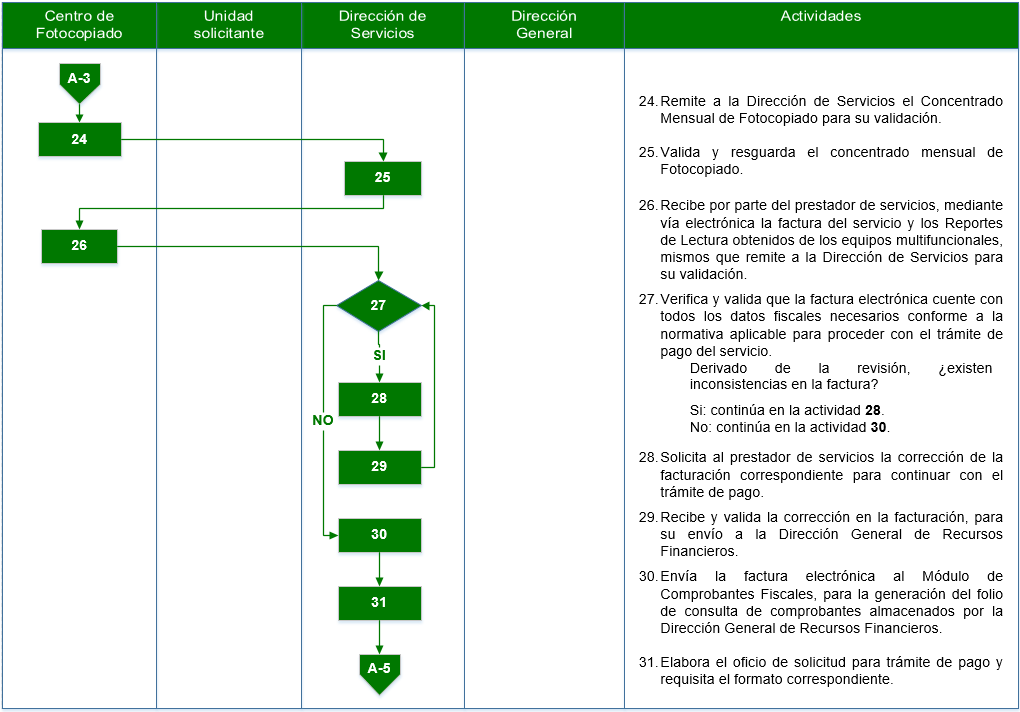 Centro de
Fotocopiado
Unidad
solicitante
Dirección de
Servicios
Dirección
General
Actividades
A-3
24
25
26
27
SI
28
NO
29
30
31
A-5
24. Remite a la Dirección de Servicios el Concentrado
Mensual de Fotocopiado para su validación.
25. Valida y resguarda el concentrado mensual de
Fotocopiado.
26. Recibe por parte del prestador de servicios, mediante
vía electrónica la factura del servicio y los Reportes
de Lectura obtenidos de los equipos multifuncionales,
mismos que remite a la Dirección de Servicios para
su validación.
27. Verifica y valida que la factura electrónica cuente con
todos los datos fiscales necesarios conforme a la
normativa aplicable para proceder con el trámite de
pago del servicio.
Derivado de la revisión, ¿existen
inconsistencias en la factura?
Si: continúa en la actividad 28.
No: continúa en la actividad 30.
28. Solicita al prestador de servicios la corrección de la
facturación correspondiente para continuar con el
trámite de pago.
29. Recibe y valida la corrección en la facturación, para
su envío a la Dirección General de Recursos
Financieros.
30. Envía la factura electrónica al Módulo de
Comprobantes Fiscales, para la generación del folio
de consulta de comprobantes almacenados por la
Dirección General de Recursos Financieros.
31. Elabora el oficio de solicitud para trámite de pago y
requisita el formato correspondiente.